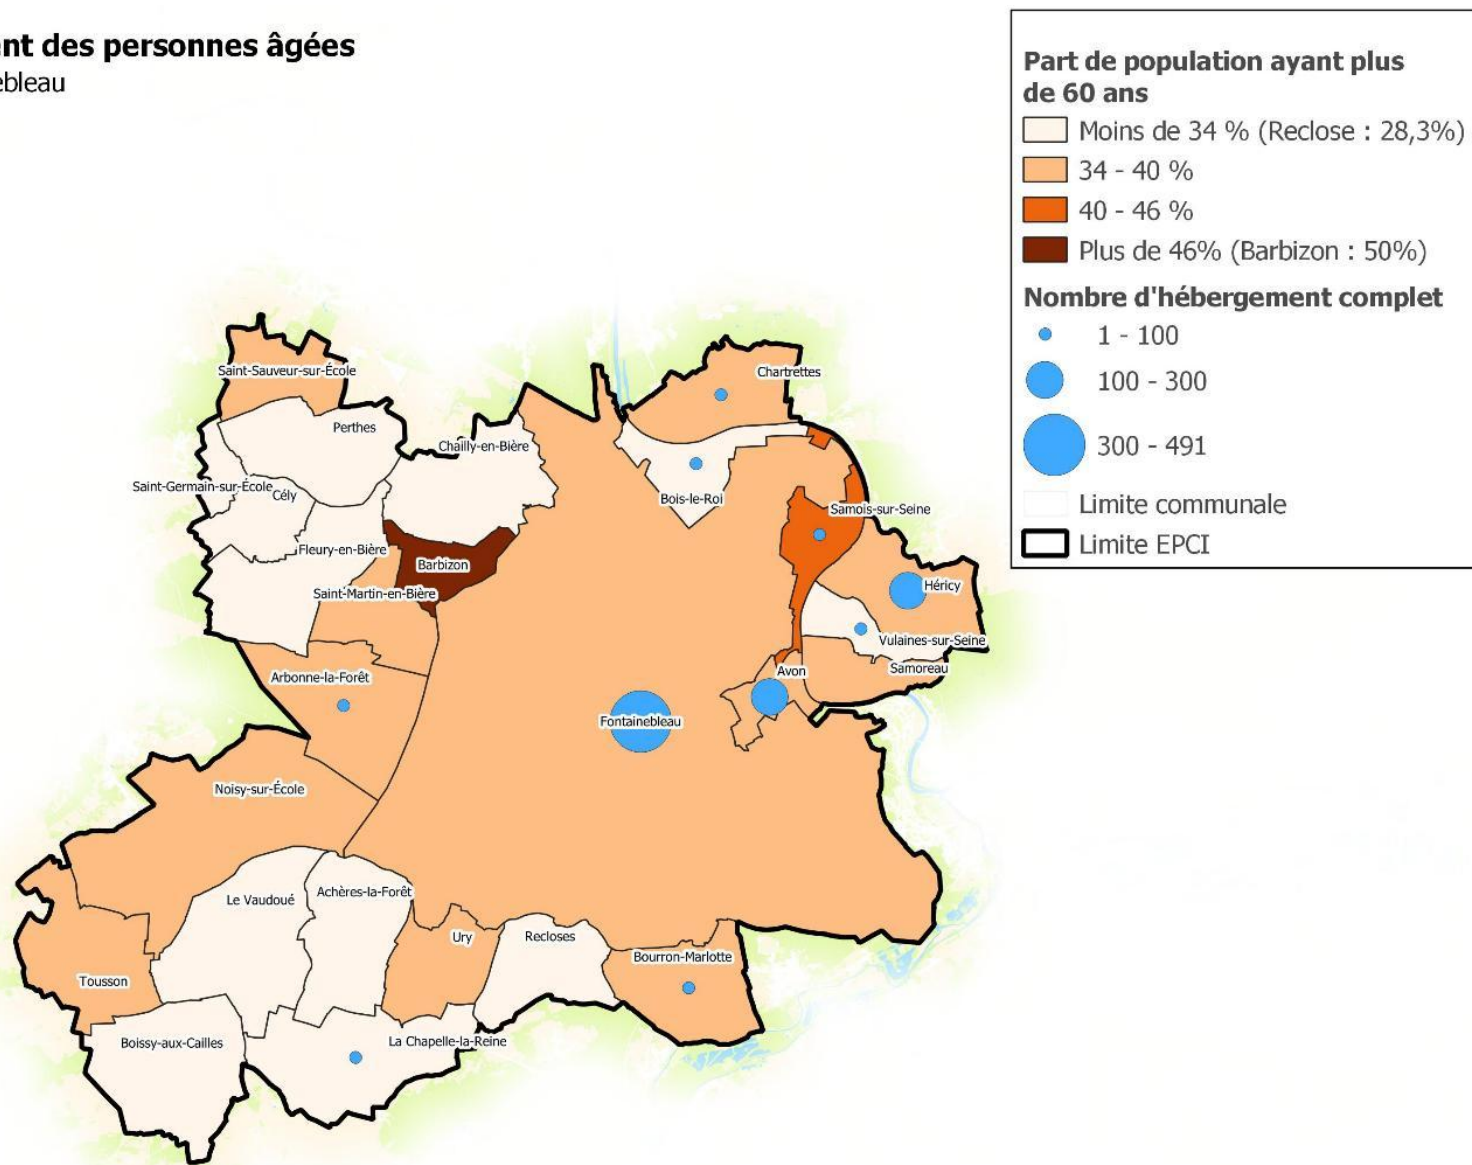 nt des personnes âgées
ebleau
Part de population ayant plus
de 60 ans
Moins de 34 % (Reclose : 28,3%)
34 - 40 %
40 - 46 %
Plus de 46% (Barbizon : 50%)
Nombre d'hébergement complet
1 - 100
100 - 300
300 - 491
Limite communale
Limite EPCI
Saint-Sauveur-sur-École
Chartrettes
Perthes
Chailly-en-Bière
Saint-Germain-sur-École
Cély
Bois-le-Roi
Samois-sur-Seine
Fleury-en-Bière
Barbizon
Saint-Martin-en-Bière
Héricy
Vulaines-sur-Seine
Samoreau
Avon
Arbonne-la-Forêt
Fontainebleau
Noisy-sur-École
Le Vaudoué
Achères-la-Forêt
Ury
Recloses
Bourron-Marlotte
Tousson
Boissy-aux-Cailles
La Chapelle-la-Reine